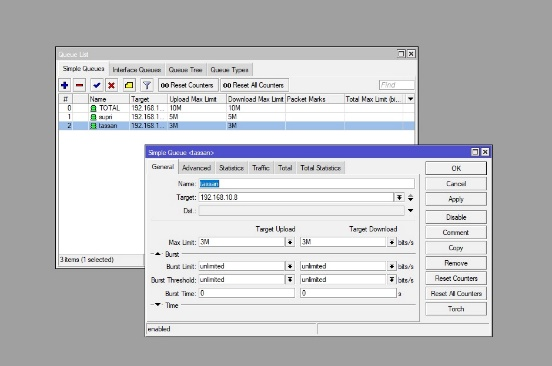 Queue List
Simple Queues Interface Queues Queue Tree Queue Types
00 Reset Counters 00 Reset All Counters Find
# Name Target Upload Max Limit Download Max Limit Packet Marks Total Max Limit (bi...
0 TOTAL 192.168.1... 10M 10M
1 supri 192.168.1... 5M 5M
2 tassan 192.168.1... 3M 3M
3 items (1 selected)
Simple Queue <tassan>
General Advanced Statistics Traffic Total Total Statistics
Name: tassan
Target: 192.168.10.8
Dst.:
Target Upload Target Download
Max Limit: 3M 3M bits/s
Burst
Burst Limit: unlimited unlimited bits/s
Burst Threshold: unlimited unlimited bits/s
Burst Time: 0 0 s
Time
enabled
OK
Cancel
Apply
Disable
Comment
Copy
Remove
Reset Counters
Reset All Counters
Torch